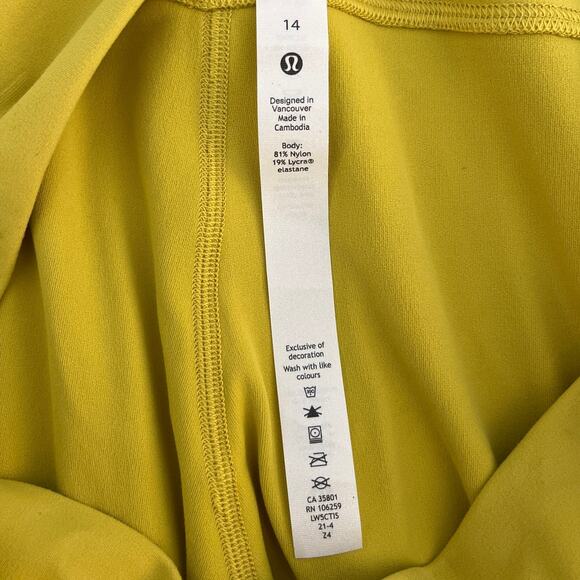 14
Designed in
Vancouver
Made in
Cambodia
Body:
81% Nylon
19% Lycra®
elastane
Exclusive of
decoration
Wash with like
colours
CA 35801
RN 106259
LW5CTIS
21-4
Z4